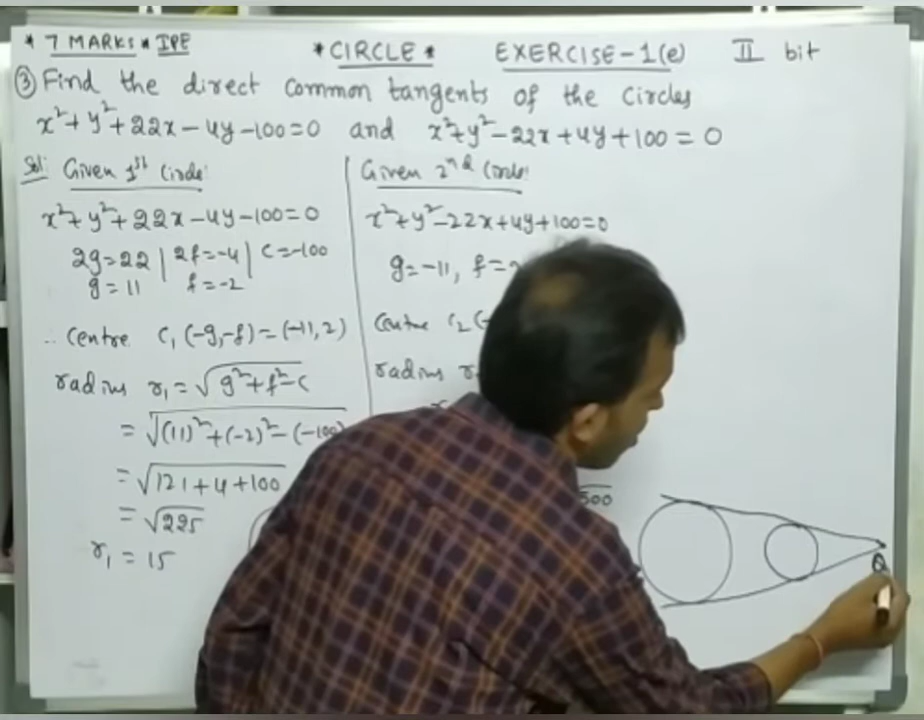 * 7 MARKS * IPE
* CIRCLE * EXERCISE-1(e) II bit
③ Find the direct common tangents of the Circles
x²+y²+22x-4y-100=0 and x²+y²-22x+4y+100=0
Sol: Given 1st Circle:
x²+y²+22x-4y-100=0
2g=22 | 2f=-4 | c=-100
g=11 f=-2
∴ Centre C₁(-g,-f)=(-11,2)
radius r₁=√g²+f²-c
=√(11)²+(-2)²-(-100)
=√121+4+100
=√225
r₁=15
Given 2nd Circle:
x²+y²-22x+4y+100=0
g=-11, f=2
Centre C₂(-
radius r
500
Q